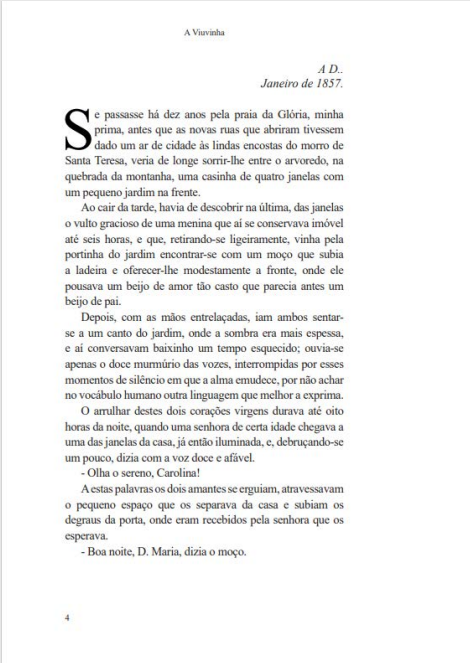 A Viuvinha
A D..
Janeiro de 1857.
Se passasse há dez anos pela praia da Glória, minha
prima, antes que as novas ruas que abriram tivessem
dado um ar de cidade às lindas encostas do morro de
Santa Teresa, veria de longe sorrir-lhe entre o arvoredo, na
quebrada da montanha, uma casinha de quatro janelas com
um pequeno jardim na frente.
Ao cair da tarde, havia de descobrir na última, das janelas
o vulto gracioso de uma menina que aí se conservava imóvel
até seis horas, e que, retirando-se ligeiramente, vinha pela
portinha do jardim encontrar-se com um moço que subia
a ladeira e oferecer-lhe modestamente a fronte, onde ele
pousava um beijo de amor tão casto que parecia antes um
beijo de pai.
Depois, com as mãos entrelaçadas, iam ambos sentar-
se a um canto do jardim, onde a sombra era mais espessa,
e aí conversavam baixinho um tempo esquecido; ouvia-se
apenas o doce murmúrio das vozes, interrompidas por esses
momentos de silêncio em que a alma emudece, por não achar
no vocábulo humano outra linguagem que melhor a exprima.
O arrulhar destes dois corações virgens durava até oito
horas da noite, quando uma senhora de certa idade chegava a
uma das janelas da casa, já então iluminada, e, debruçando-se
um pouco, dizia com a voz doce e afável.
- Olha o sereno, Carolina!
A estas palavras os dois amantes se erguiam, atravessavam
o pequeno espaço que os separava da casa e subiam os
degraus da porta, onde eram recebidos pela senhora que os
esperava.
- Boa noite, D. Maria, dizia o moço.
4